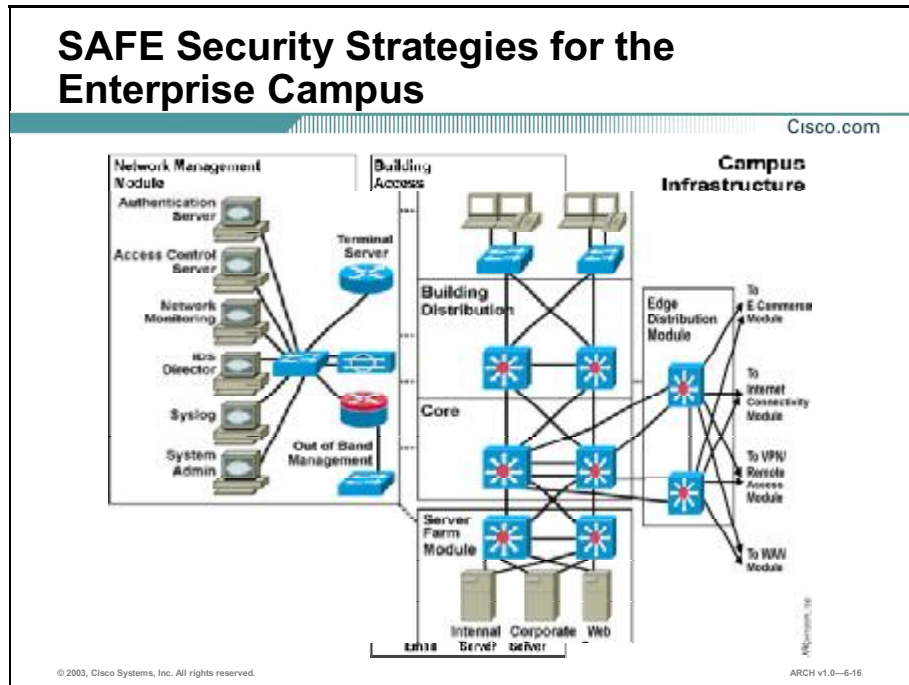 SAFE Security Strategies for the
Enterprise Campus
Cisco.com
Network Management
Module
Building
Access
Campus
Infrastructure
Authentication
Server
Terminal
Server
Access Control
Server
Building
Distribution
Edge
Distribution
Module
To
E-Commerce
Module
Network
Monitoring
IDS
Director
To
Internet
Connectivity
Module
Syslog
Core
Out of Band
Management
System
Admin
To VPN/
Remote
Access
Module
Server
Farm
Module
To WAN
Module
Internal Corporate Web
Email Server Server
© 2003, Cisco Systems, Inc. All rights reserved.
ARCH v1.0—6-16